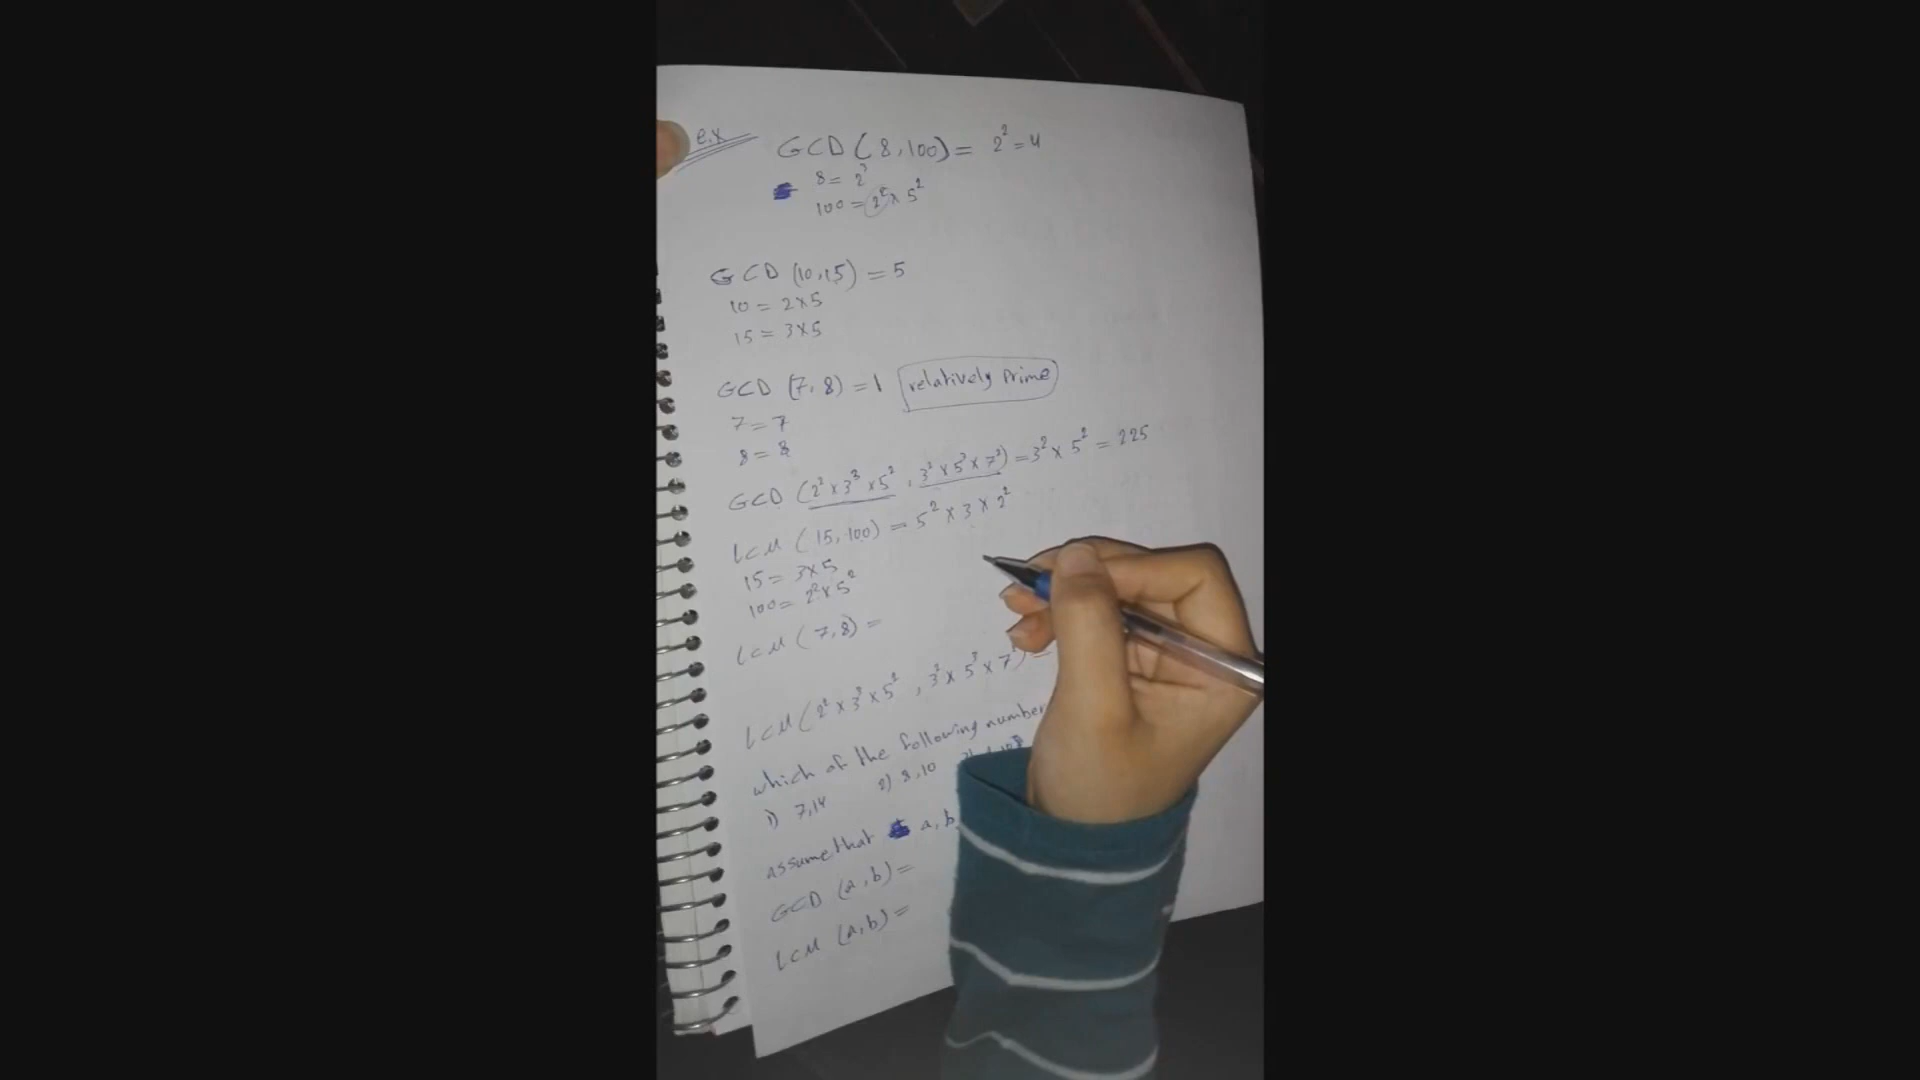 e.x
GCD (8,100) = 2² = 4
8 = 2³
100 = 2² x 5²
GCD (10,15) = 5
10 = 2x5
15 = 3x5
GCD (7,8) = 1 relatively Prime
7 = 7
8 = 8
GCD (2² x 3³ x 5², 3² x 5³ x 7²) = 3² x 5² = 225
LCM (15,100) = 5² x 3 x 2²
15 = 3x5
100 = 2² x 5²
LCM (7,8) =
LCM (2² x 3³ x 5², 3² x 5³ x 7²) =
which of the following number
1) 7,14 2) 8,10
assume that a, b
GCD (a,b) =
LCM (a,b) =